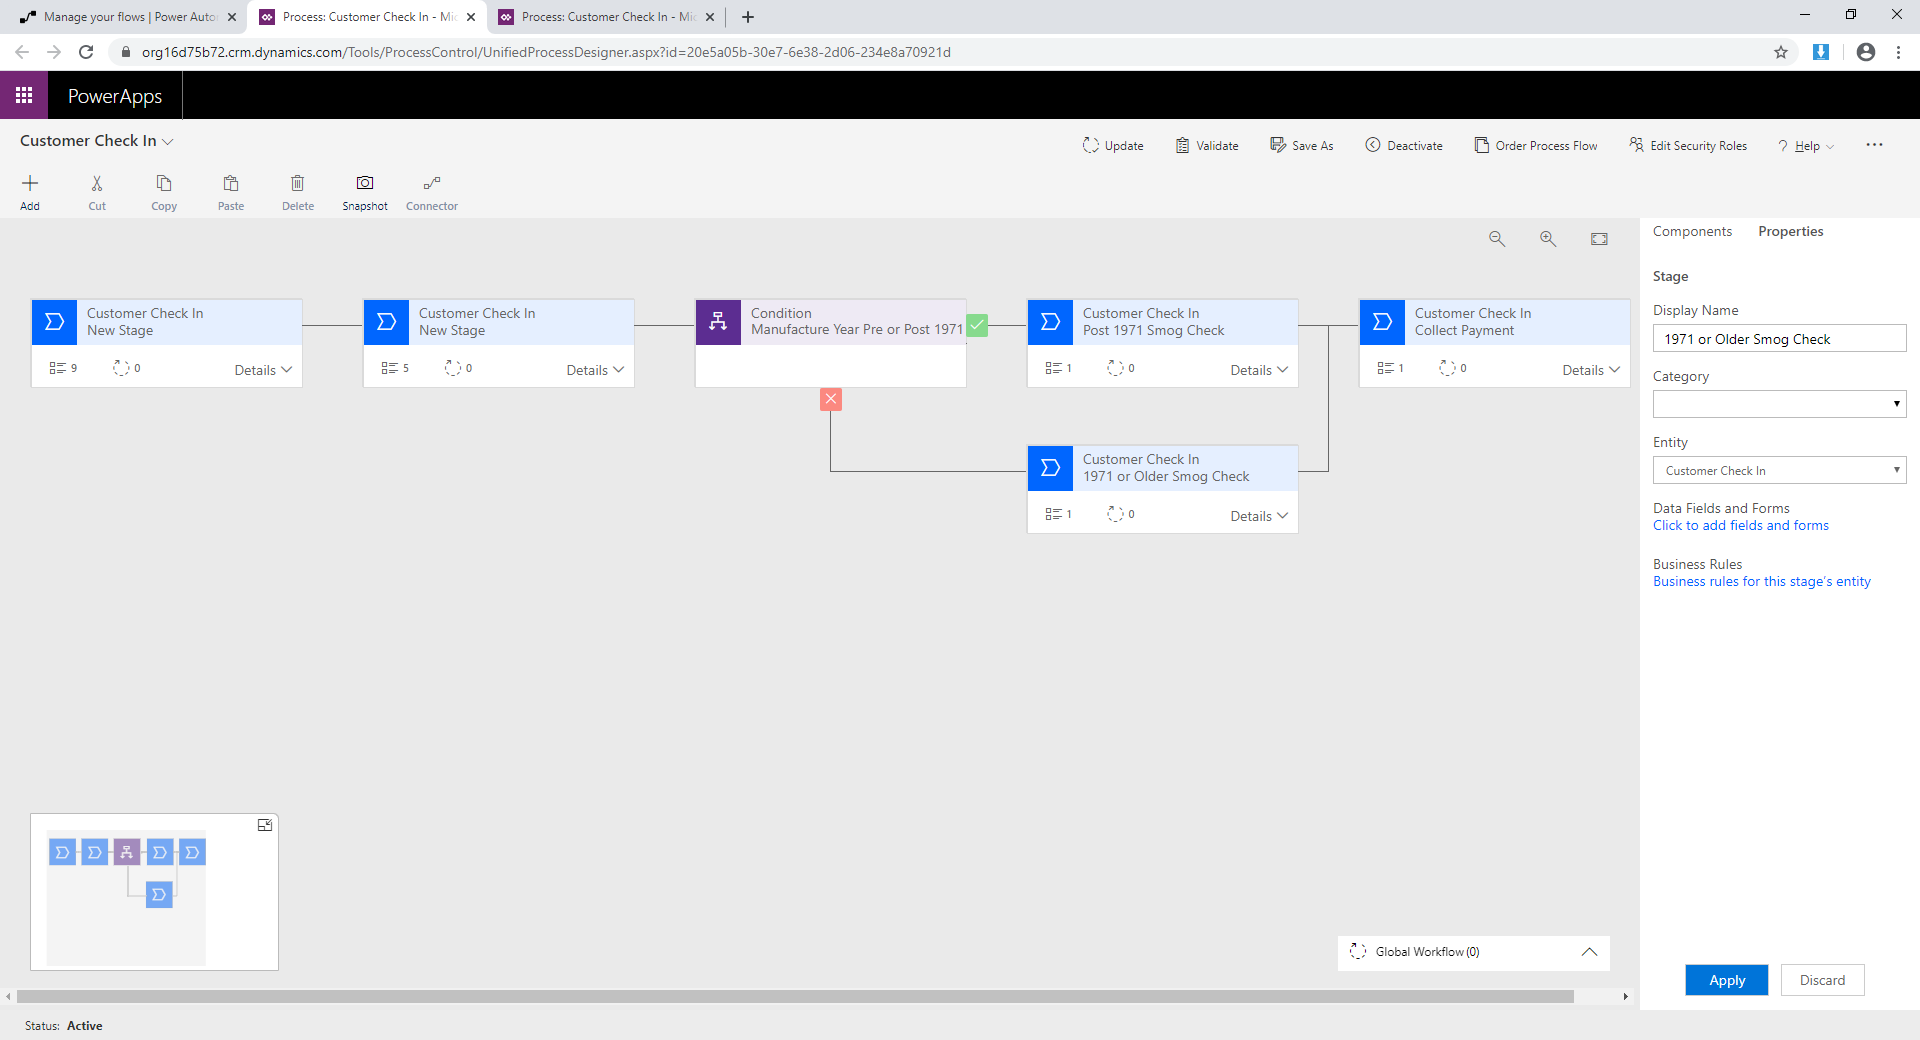 Manage your flows | Power Autor
Process: Customer Check In - Mic
Process: Customer Check In - Mic
org16d75b72.crm.dynamics.com/Tools/ProcessControl/UnifiedProcessDesigner.aspx?id=20e5a05b-30e7-6e38-2d06-234e8a70921d
PowerApps
Customer Check In
Update
Validate
Save As
Deactivate
Order Process Flow
Edit Security Roles
? Help
Add
Cut
Copy
Paste
Delete
Snapshot
Connector
Components
Properties
Customer Check In
New Stage
9
0
Details
Customer Check In
New Stage
5
0
Details
Condition
Manufacture Year Pre or Post 1971
Customer Check In
Post 1971 Smog Check
1
0
Details
Customer Check In
Collect Payment
1
0
Details
Customer Check In
1971 or Older Smog Check
1
0
Details
Stage
Display Name
1971 or Older Smog Check
Category
Entity
Customer Check In
Data Fields and Forms
Click to add fields and forms
Business Rules
Business rules for this stage's entity
Global Workflow (0)
Apply
Discard
Status: Active